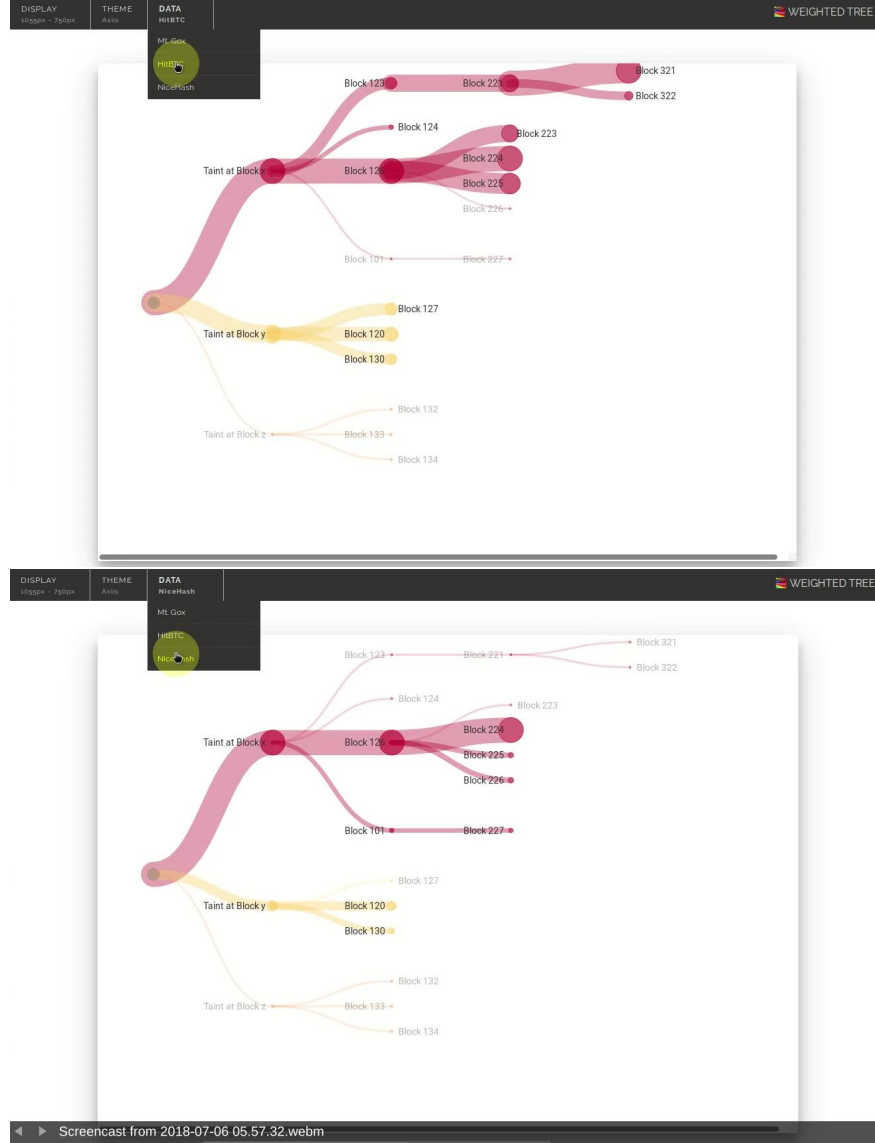 DISPLAY THEME DATA WEIGHTED TREE
1055px - 750px Axiis HitBTC
Mt. Gox
HitBTC
NiceHash
Block 321
Block 123 Block 221
Block 322
Block 124
Block 223
Block 224
Taint at Block x Block 126
Block 225
Block 226
Block 101 Block 227
Block 127
Taint at Block y Block 120
Block 130
Block 132
Taint at Block z Block 133
Block 134
DISPLAY THEME DATA WEIGHTED TREE
1055px - 750px Axiis NiceHash
Mt. Gox
HitBTC
NiceHash
Block 321
Block 123 Block 221
Block 322
Block 124
Block 223
Block 224
Taint at Block x Block 126
Block 225
Block 226
Block 101 Block 227
Block 127
Taint at Block y Block 120
Block 130
Block 132
Taint at Block z Block 133
Block 134
Screencast from 2018-07-06 05.57.32.webm